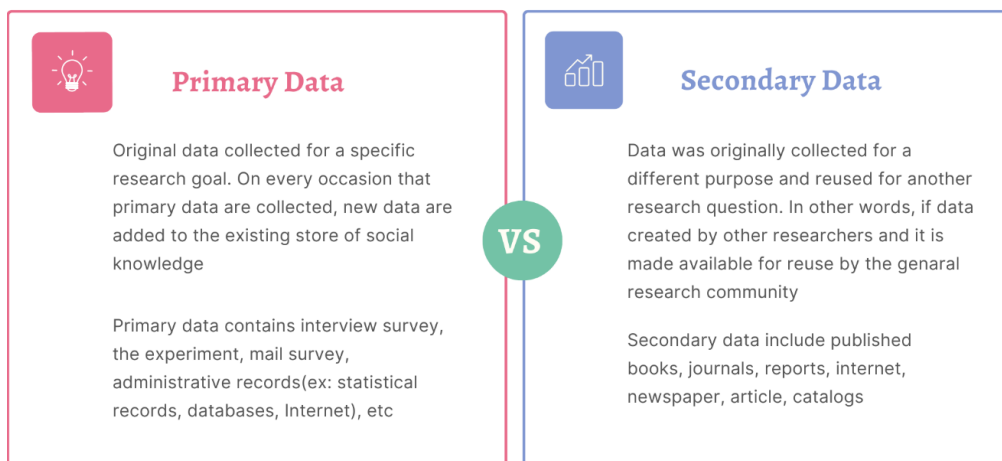 Primary Data
Original data collected for a specific
research goal. On every occasion that
primary data are collected, new data are
added to the existing store of social
knowledge
Primary data contains interview survey,
the experiment, mail survey,
administrative records(ex: statistical
records, databases, Internet), etc
VS
Secondary Data
Data was originally collected for a
different purpose and reused for another
research question. In other words, if data
created by other researchers and it is
made available for reuse by the genaral
research community
Secondary data include published
books, journals, reports, internet,
newspaper, article, catalogs